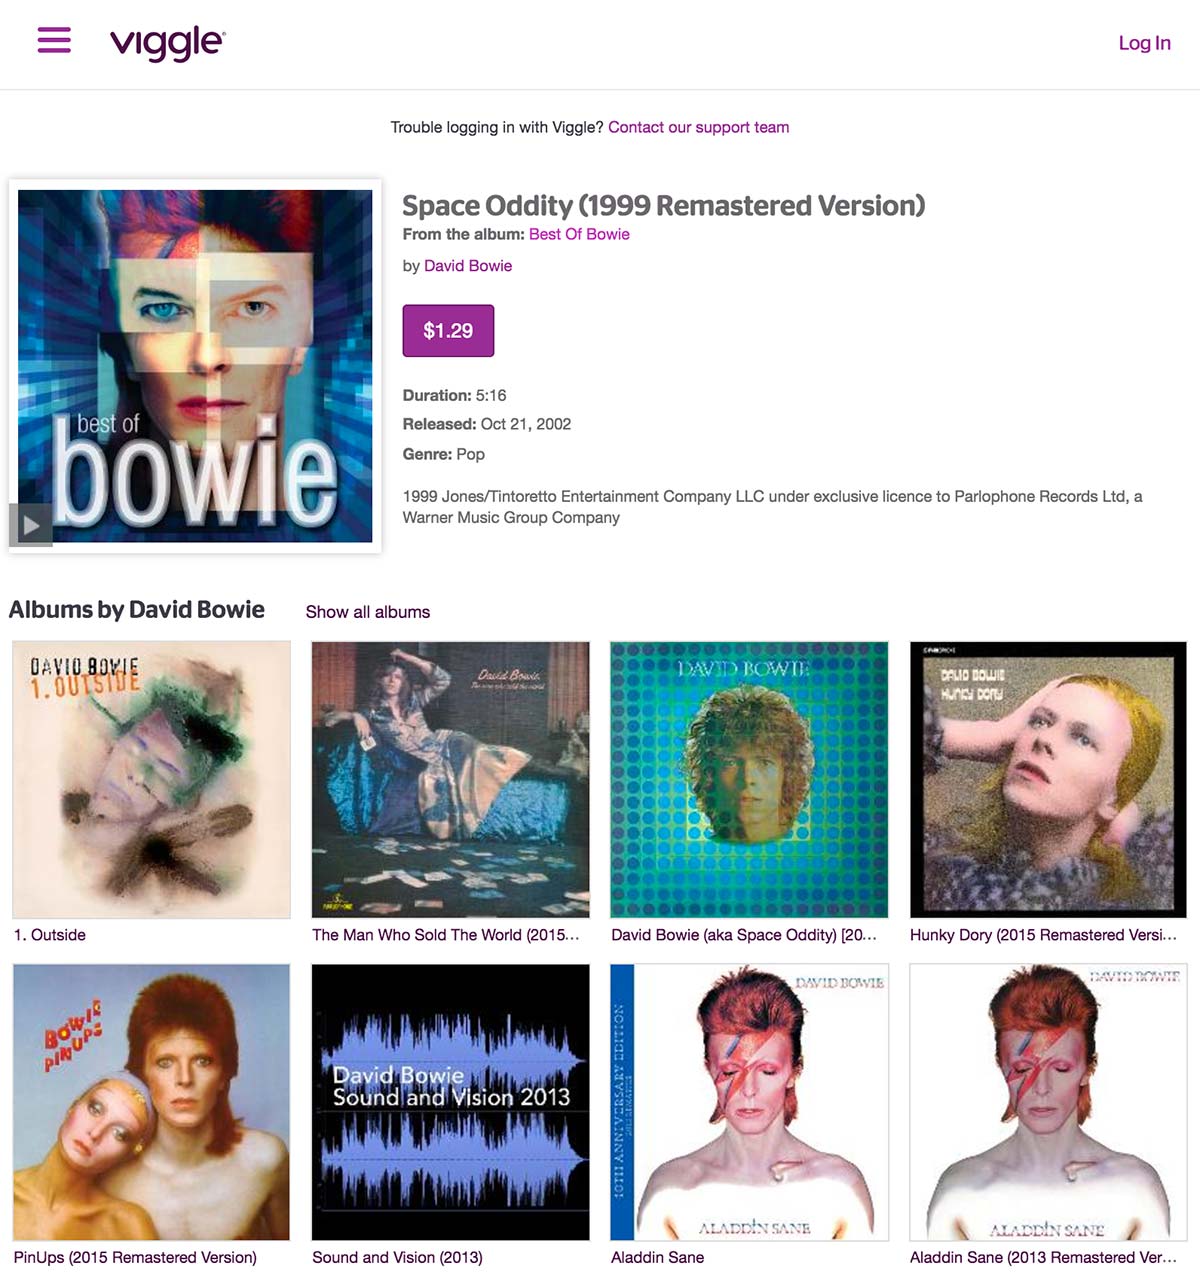 viggle
Log In
Trouble logging in with Viggle? Contact our support team
best of
bowie
Space Oddity (1999 Remastered Version)
From the album: Best Of Bowie
by David Bowie
$1.29
Duration: 5:16
Released: Oct 21, 2002
Genre: Pop
1999 Jones/Tintoretto Entertainment Company LLC under exclusive licence to Parlophone Records Ltd, a
Warner Music Group Company
Albums by David Bowie
Show all albums
DAVID BOWIE
1. OUTSIDE
David Bowie
The man who sold the world
DAVID BOWIE
DAVID BOWIE
HUNKY DORY
1. Outside
The Man Who Sold The World (2015...
David Bowie (aka Space Oddity) [20...
Hunky Dory (2015 Remastered Versi...
BOWIE
PINUPS
David Bowie
Sound and Vision 2013
DAVID BOWIE
ALADDIN SANE
DAVID BOWIE
ALADDIN SANE
PinUps (2015 Remastered Version)
Sound and Vision (2013)
Aladdin Sane
Aladdin Sane (2013 Remastered Ver...